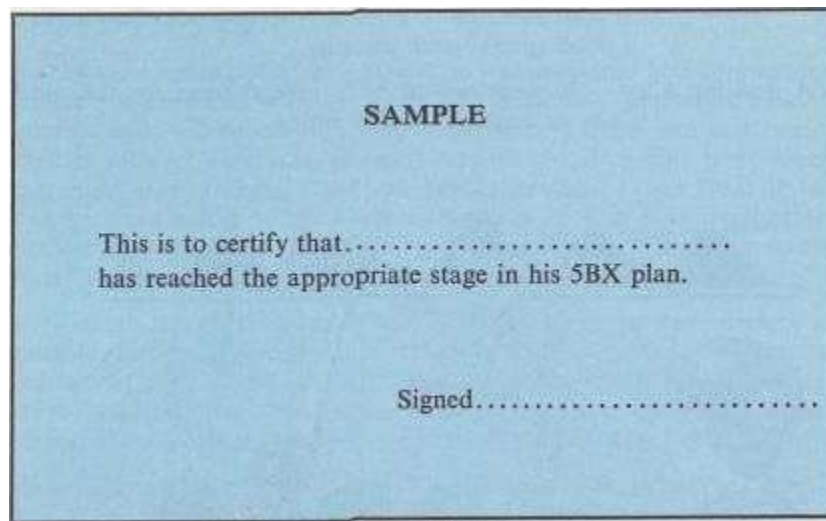 SAMPLE
This is to certify that...............................
has reached the appropriate stage in his 5BX plan.
Signed............................